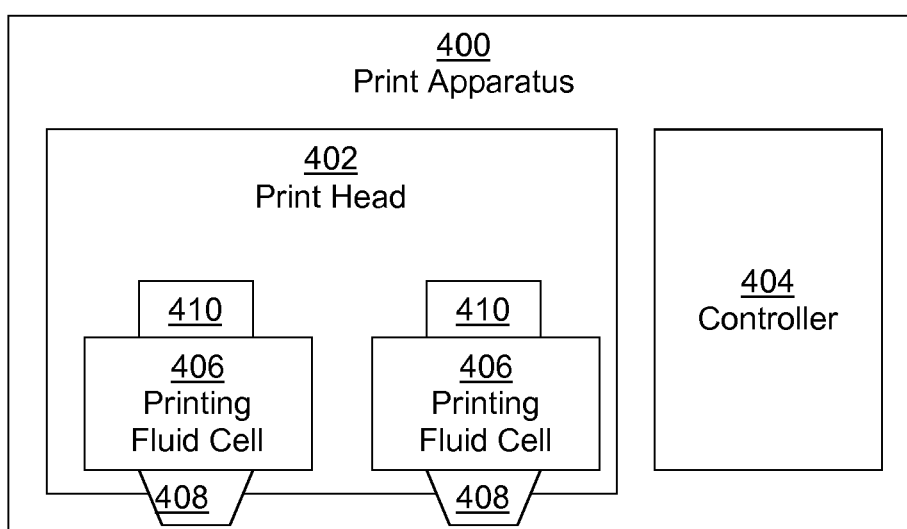 400
Print Apparatus
402
Print Head
410
410
406
Printing
Fluid Cell
406
Printing
Fluid Cell
408
408
404
Controller